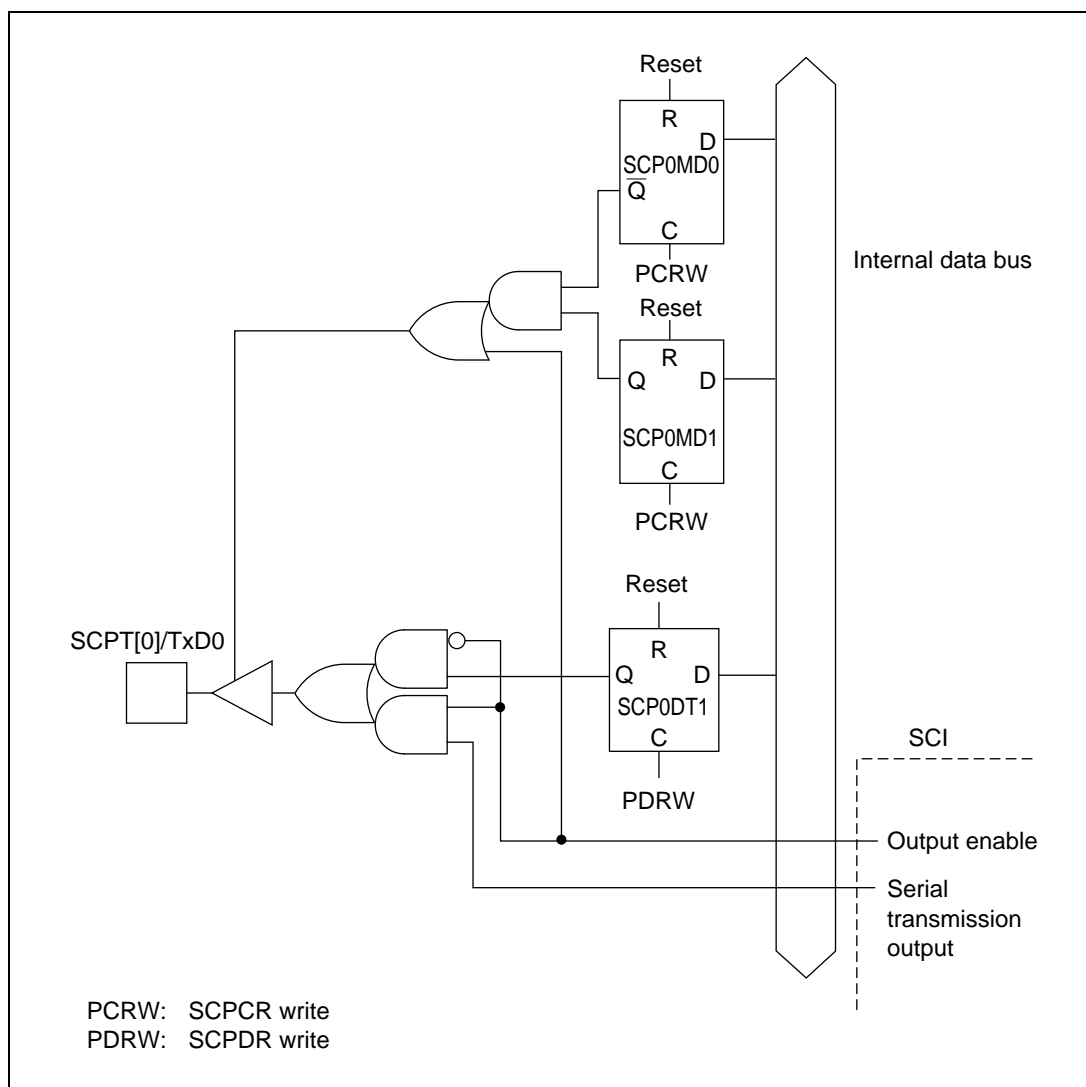 Reset
R
D
SCP0MD0
Q̅
C
PCRW
Internal data bus
Reset
R
Q D
SCP0MD1
C
PCRW
Reset
SCPT[0]/TxD0
R
Q D
SCP0DT1
C
SCI
PDRW
Output enable
Serial
transmission
output
PCRW: SCPCR write
PDRW: SCPDR write